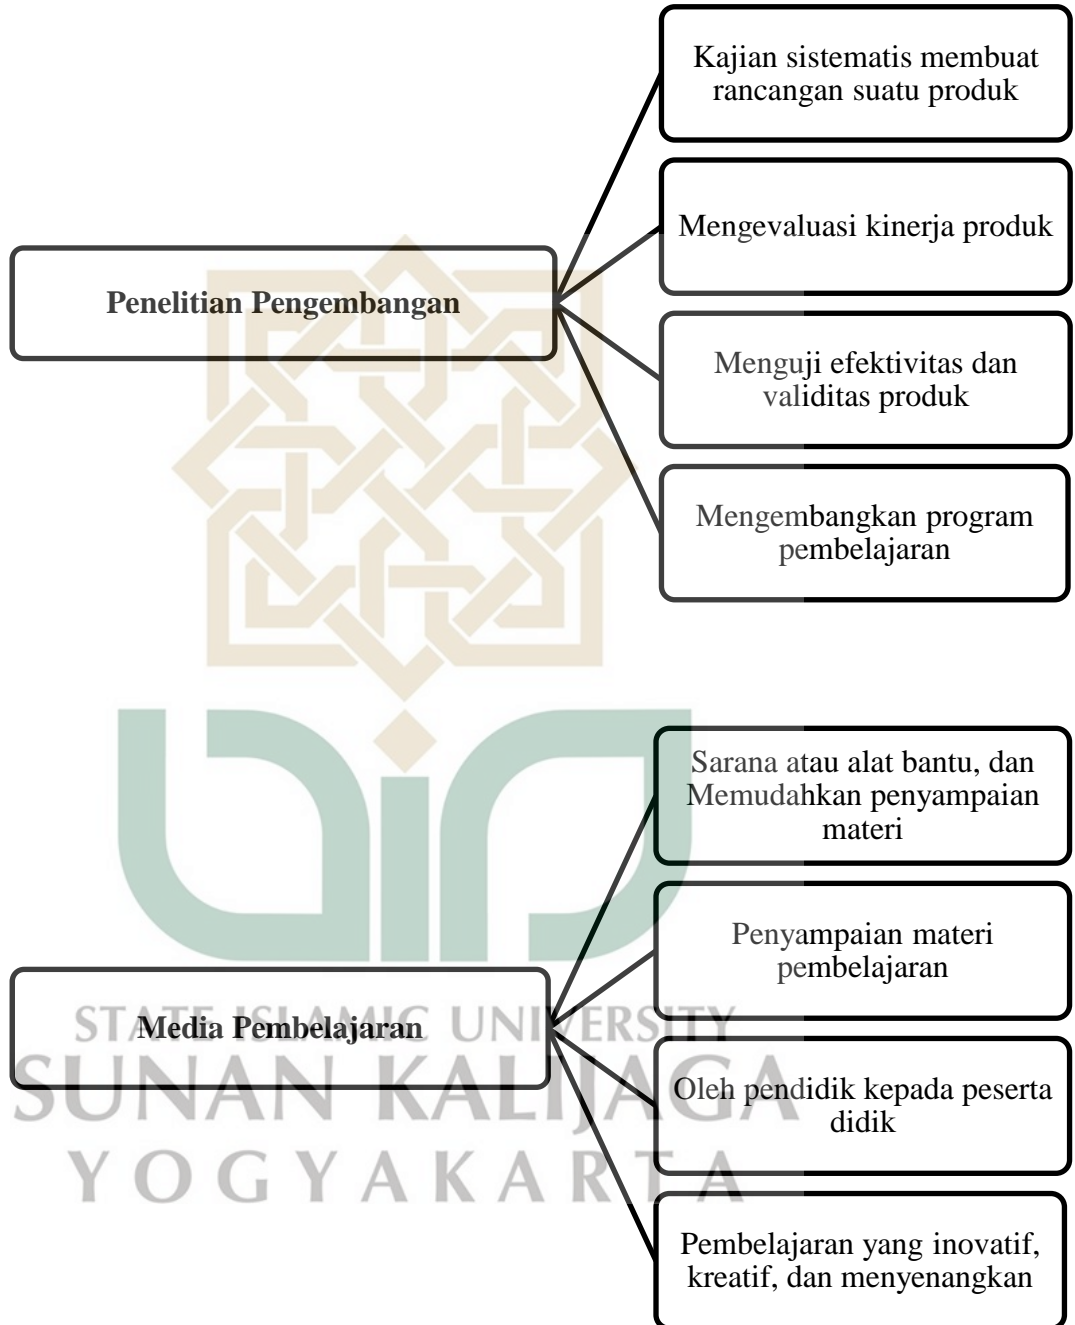 Kajian sistematis membuat
rancangan suatu produk
Mengevaluasi kinerja produk
Penelitian Pengembangan
Menguji efektivitas dan
validitas produk
Mengembangkan program
pembelajaran
Sarana atau alat bantu, dan
Memudahkan penyampaian
materi
Penyampaian materi
pembelajaran
Media Pembelajaran
Oleh pendidik kepada peserta
didik
Pembelajaran yang inovatif,
kreatif, dan menyenangkan
STATE ISLAMIC UNIVERSITY
SUNAN KALIJAGA
YOGYAKARTA